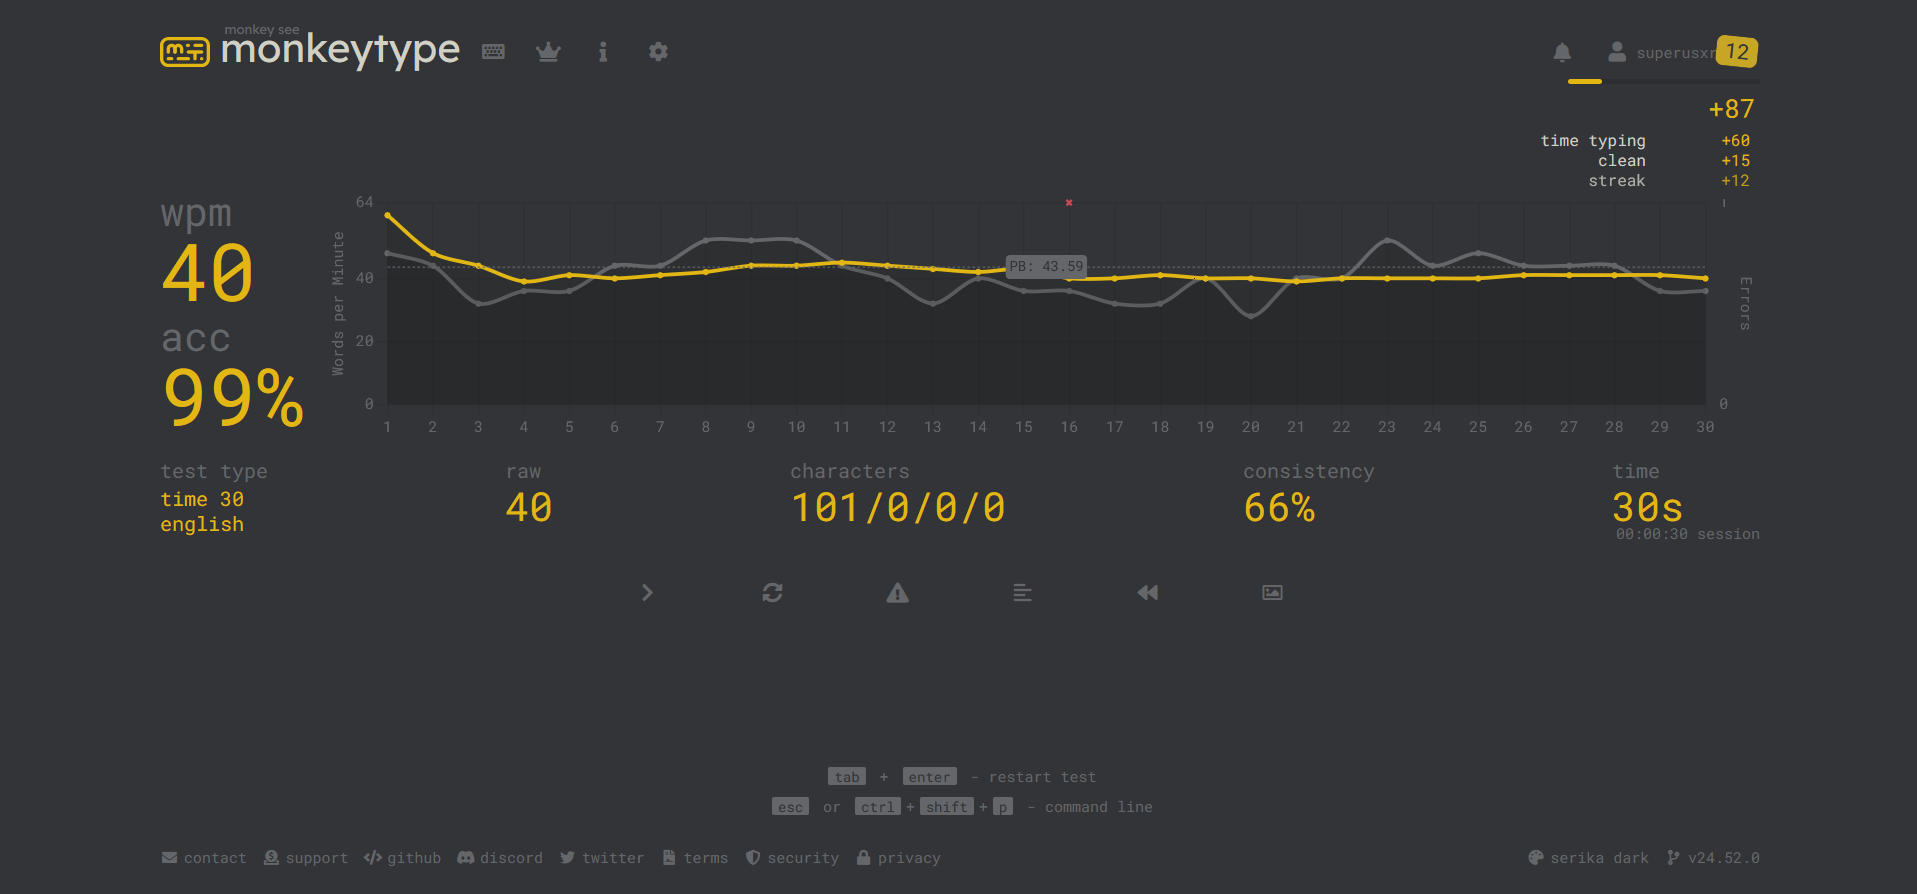 monkey see
monkeytype
superusxr 12
+87
time typing +60
clean +15
streak +12
wpm
40
acc
99%
64
40
20
0
Words per Minute
PB: 43.59
1
0
Errors
1 2 3 4 5 6 7 8 9 10 11 12 13 14 15 16 17 18 19 20 21 22 23 24 25 26 27 28 29 30
test type
time 30
english
raw
40
characters
101/0/0/0
consistency
66%
time
30s
00:00:30 session
tab + enter - restart test
esc or ctrl + shift + p - command line
contact support github discord twitter terms security privacy serika dark v24.52.0